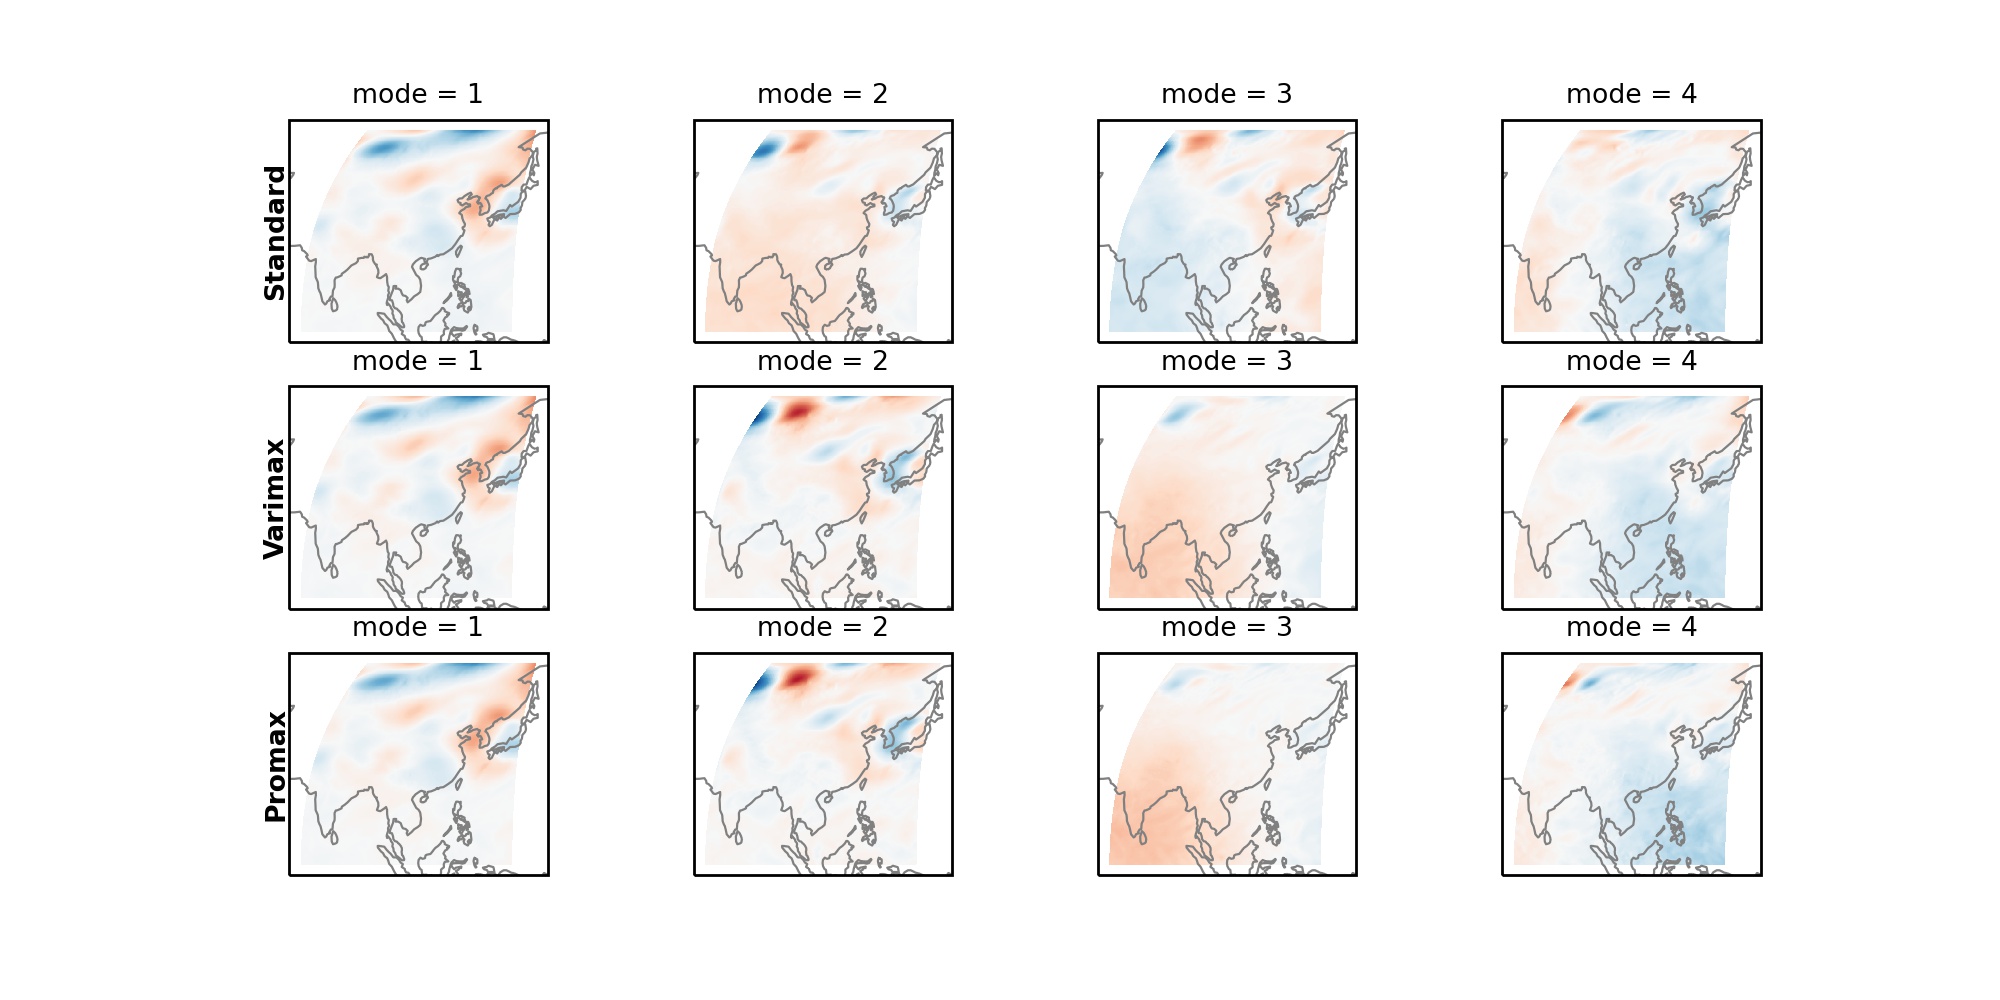 mode = 1
mode = 2
mode = 3
mode = 4
Standard
mode = 1
mode = 2
mode = 3
mode = 4
Varimax
mode = 1
mode = 2
mode = 3
mode = 4
Promax